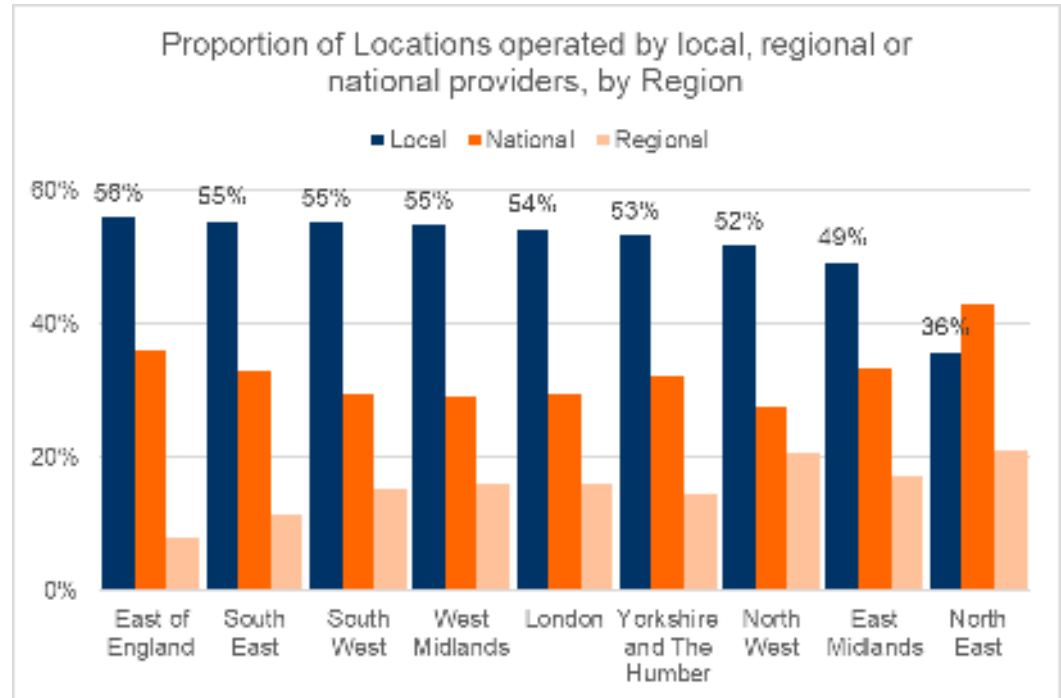 Proportion of Locations operated by local, regional or
national providers, by Region
Local National Regional
60%
40%
20%
0%
56% 55% 55% 55% 54% 53% 52% 49% 36%
East of
England
South
East
South
West
West
Midlands
London
Yorkshire
and The
Humber
North
West
East
Midlands
North
East